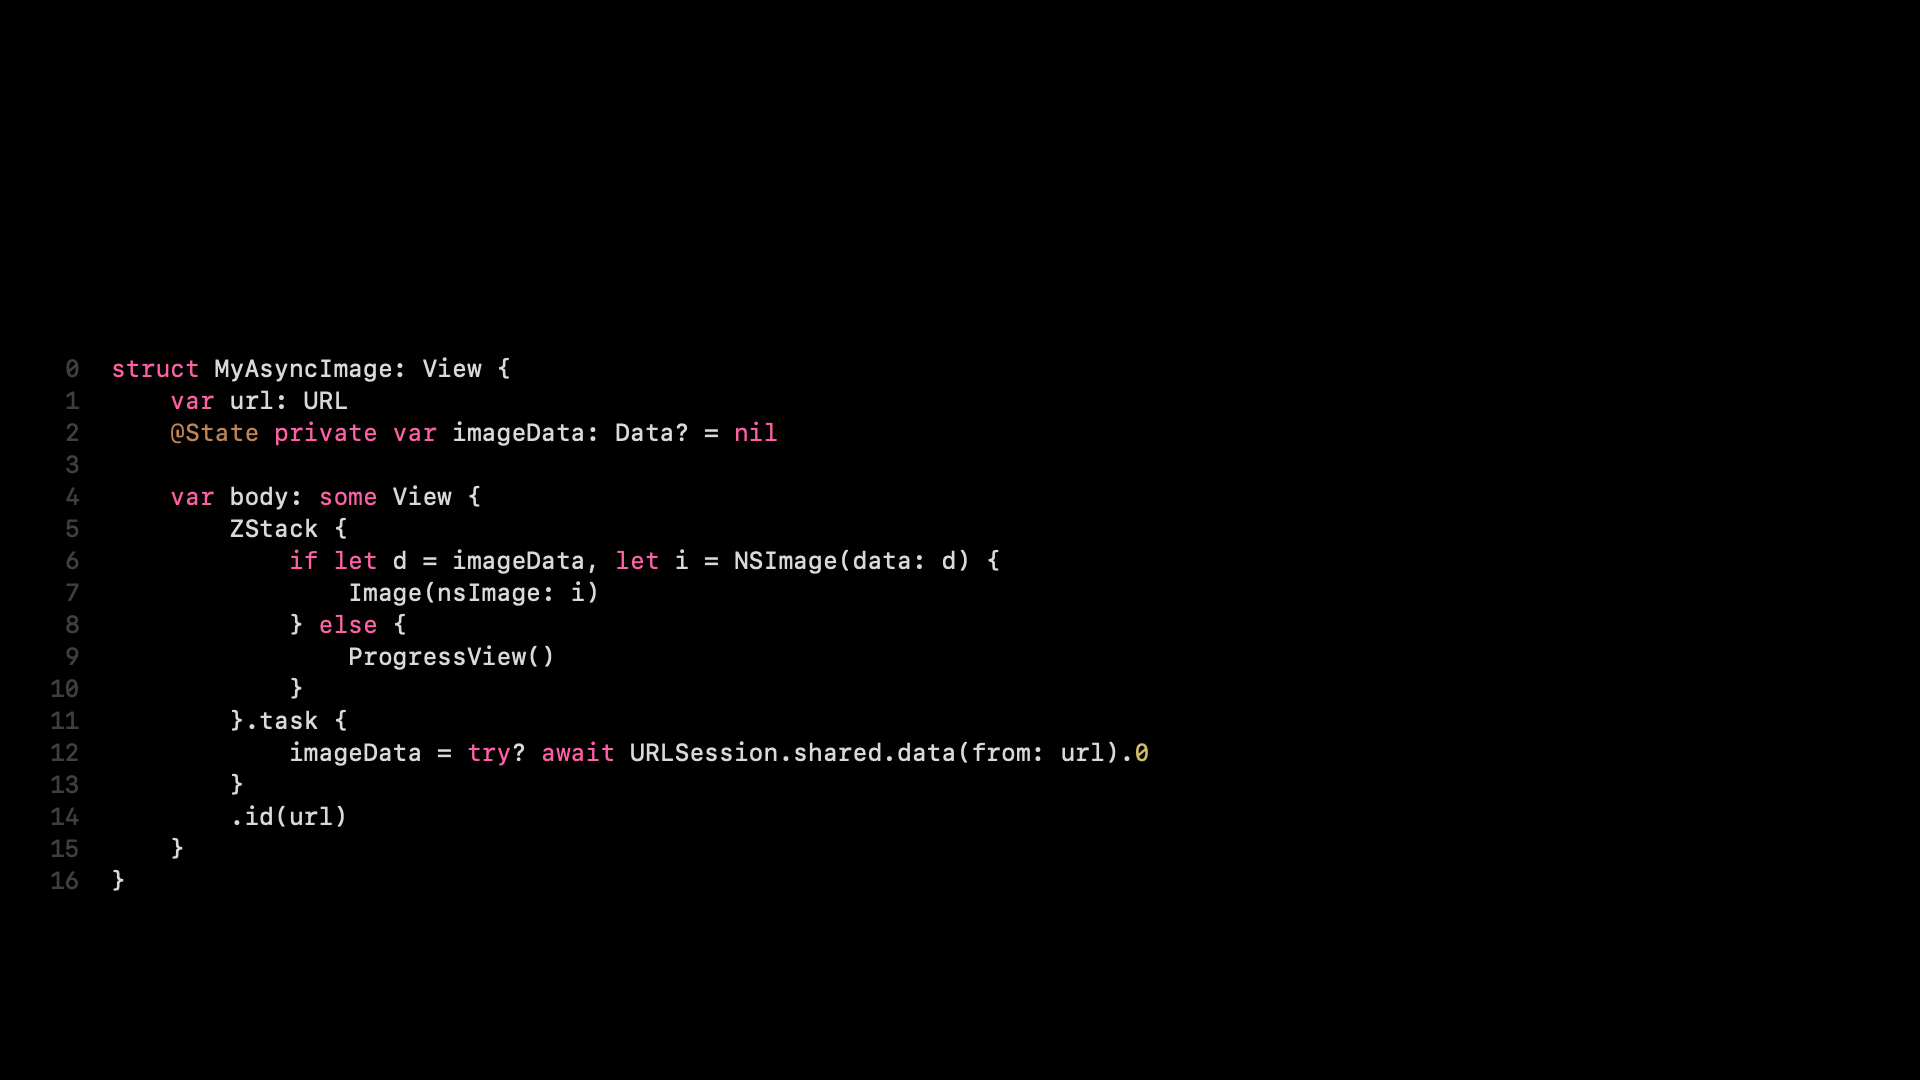 0 struct MyAsyncImage: View {
1     var url: URL
2     @State private var imageData: Data? = nil
3
4     var body: some View {
5         ZStack {
6             if let d = imageData, let i = NSImage(data: d) {
7                 Image(nsImage: i)
8             } else {
9                 ProgressView()
10             }
11         }.task {
12             imageData = try? await URLSession.shared.data(from: url).0
13         }
14         .id(url)
15     }
16 }